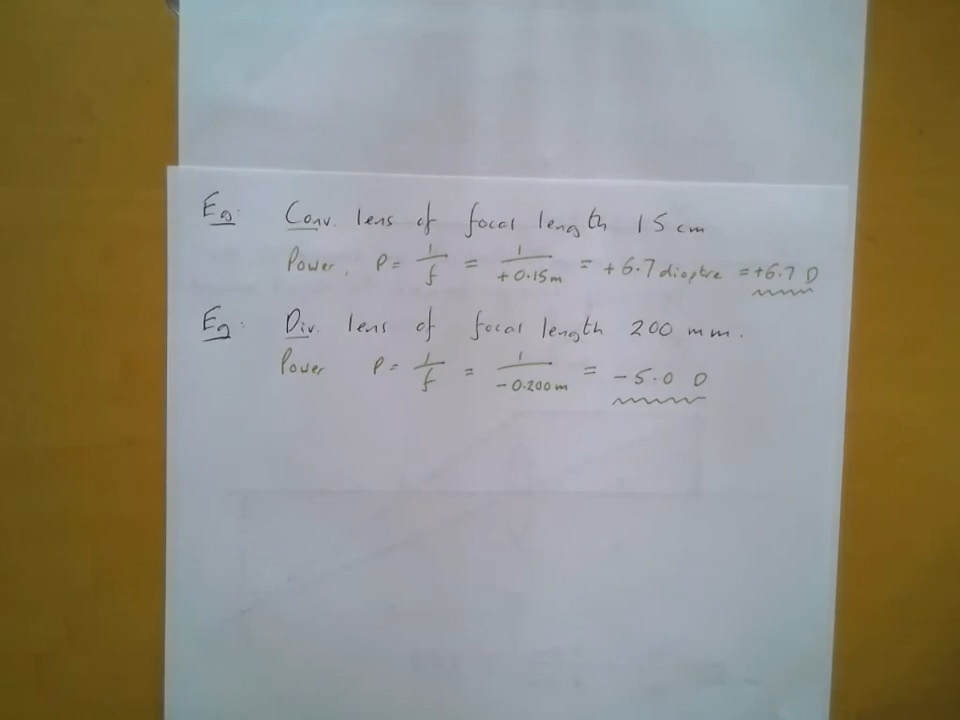 Eg: Conv. lens of focal length 15 cm
Power, P = 1/f = 1/+0.15m = +6.7 dioptre = +6.7 D
Eg: Div. lens of focal length 200 mm.
Power P = 1/f = 1/-0.200m = -5.0 D